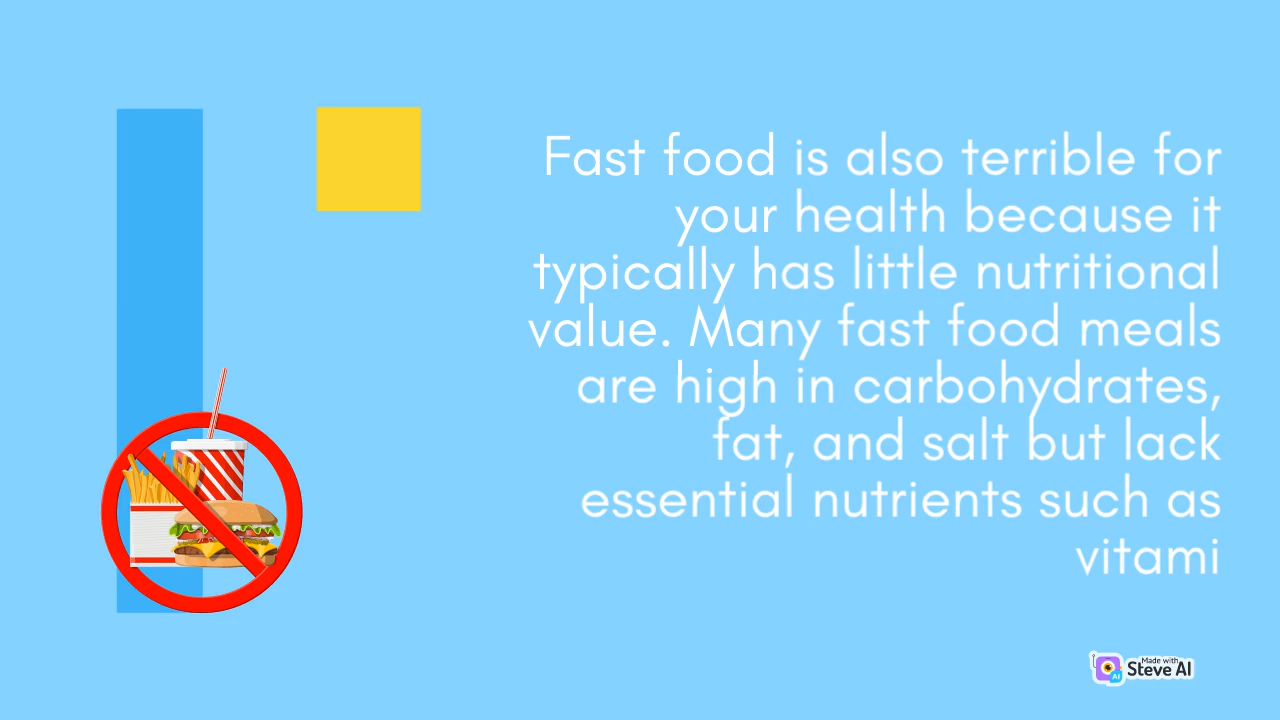 Fast food is also terrible for
your health because it
typically has little nutritional
value. Many fast food meals
are high in carbohydrates,
fat, and salt but lack
essential nutrients such as
vitami
Made with
Steve AI
AI